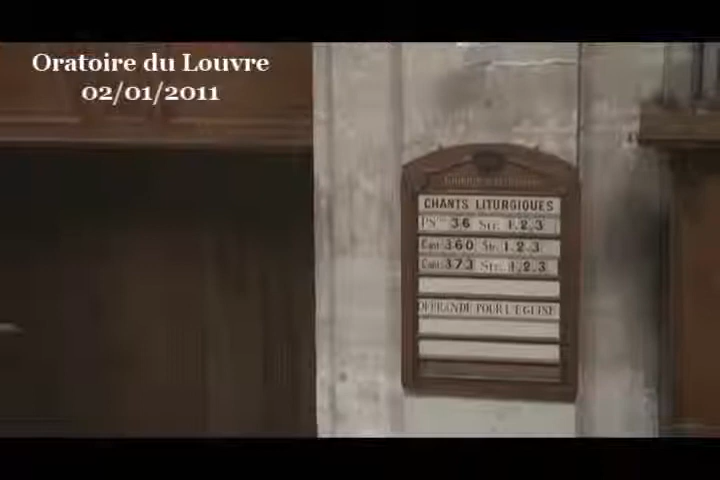 Oratoire du Louvre
02/01/2011
CHANTS LITURGIQUES
PS 36 Str. 1.2.3
Cant. 360 Str. 1.2.3
Cant. 373 Str. 1.2.3
OFFRANDE POUR L'EGLISE